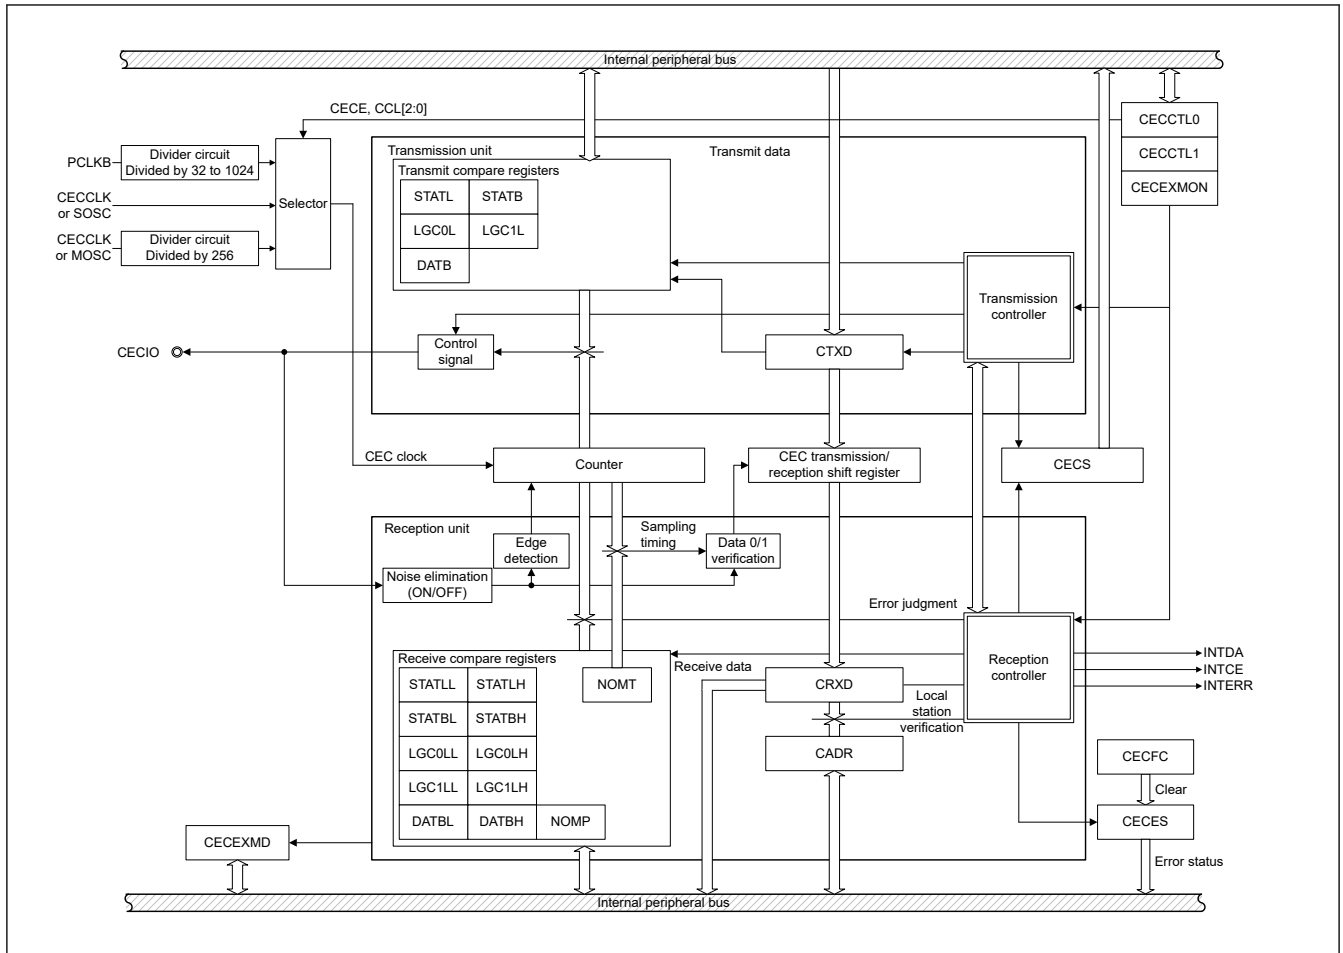 Internal peripheral bus
CECE, CCL[2:0]
CECCTL0
CECCTL1
CECEXMON
PCLKB
Divider circuit
Divided by 32 to 1024
CECCLK
or SOSC
CECCLK
or MOSC
Divider circuit
Divided by 256
Selector
Transmission unit
Transmit data
Transmit compare registers
STATL
STATB
LGC0L
LGC1L
DATB
Transmission
controller
CECIO
Control
signal
CTXD
CEC clock
Counter
CEC transmission/
reception shift register
CECS
Reception unit
Edge
detection
Sampling
timing
Data 0/1
verification
Noise elimination
(ON/OFF)
Error judgment
Receive compare registers
STATLL
STATLH
STATBL
STATBH
LGC0LL
LGC0LH
LGC1LL
LGC1LH
DATBL
DATBH
NOMP
NOMT
Receive data
CRXD
Local
station
verification
CADR
Reception
controller
INTDA
INTCE
INTERR
CECFC
Clear
CECES
Error status
CECEXMD
Internal peripheral bus